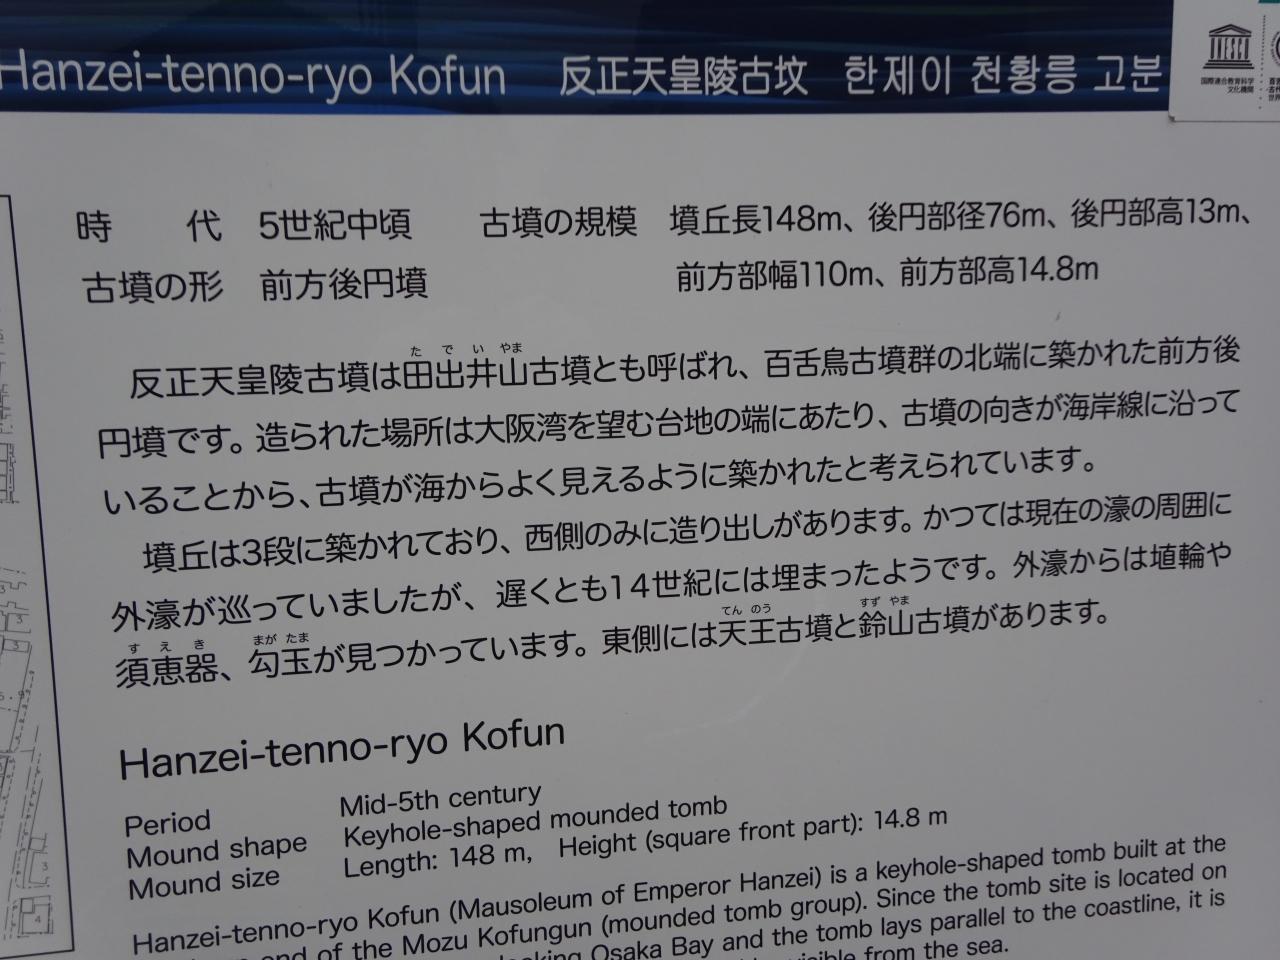 Hanzei-tenno-ryo Kofun 反正天皇陵古坟 한제이 천황릉 고분
UNESCO
国際連合教育科学
文化機関
時 代 5世紀中頃 古墳の規模 墳丘長148m、後円部径76m、後円部高13m、
古墳の形 前方後円墳 前方部幅110m、前方部高14.8m
た で い やま
反正天皇陵古墳は田出井山古墳とも呼ばれ、百舌鳥古墳群の北端に築かれた前方後
円墳です。造られた場所は大阪湾を望む台地の端にあたり、古墳の向きが海岸線に沿って
いることから、古墳が海からよく見えるように築かれたと考えられています。
墳丘は3段に築かれており、西側のみに造り出しがあります。かつては現在の濠の周囲に
外濠が巡っていましたが、遅くとも14世紀には埋まったようです。外濠からは埴輪や
す え き まが たま てん のう すず やま
須恵器、勾玉が見つかっています。東側には天王古墳と鈴山古墳があります。
Hanzei-tenno-ryo Kofun
Period Mid-5th century
Mound shape Keyhole-shaped mounded tomb
Mound size Length: 148 m, Height (square front part): 14.8 m
Hanzei-tenno-ryo Kofun (Mausoleum of Emperor Hanzei) is a keyhole-shaped tomb built at the
end of the Mozu Kofungun (mounded tomb group). Since the tomb site is located on
Osaka Bay and the tomb lays parallel to the coastline, it is
visible from the sea.